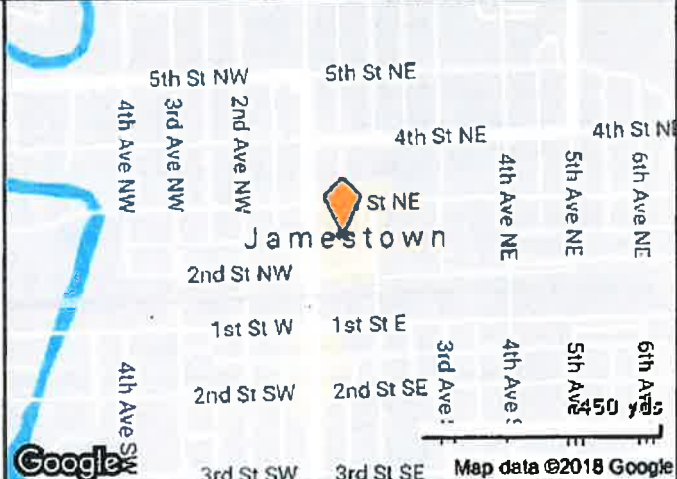 5th St NW
5th St NE
4th Ave NW
3rd Ave NW
2nd Ave NW
4th St NE
4th St NE
St NE
4th Ave NE
5th Ave NE
6th Ave NE
Jamestown
2nd St NW
1st St W
1st St E
4th Ave SW
2nd St SW
2nd St SE
3rd Ave
4th Ave
5th Ave
6th Ave
450 yds
Google
3rd St SW
3rd St SE
Map data ©2018 Google